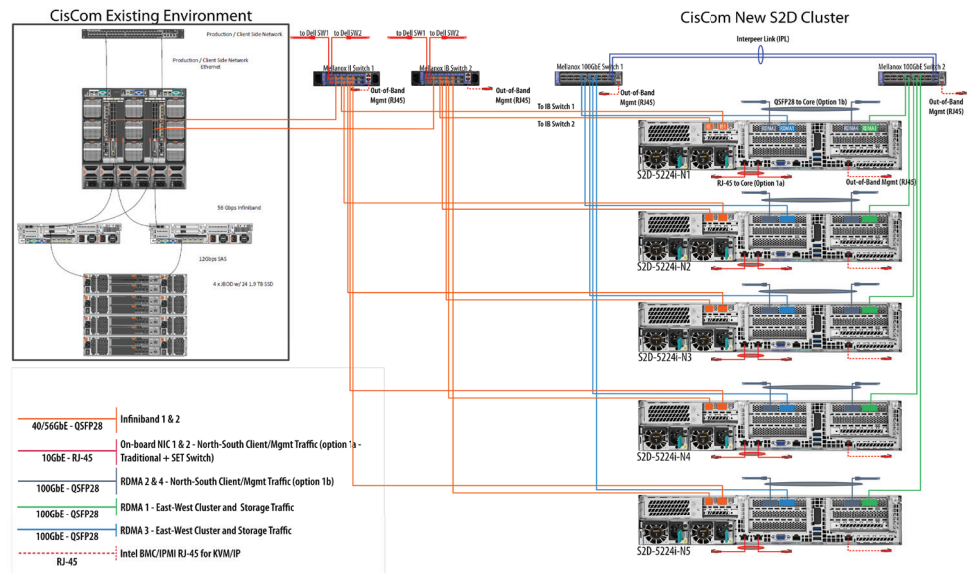 CisCom Existing Environment
CisCom New S2D Cluster
Production / Client Side Network
Production / Client Side Network
Ethernet
56 Gbps Infiniband
12Gbps SAS
4 x JBOD w/ 24 1.9 TB SSD
to Dell SW1
to Dell SW2
to Dell SW1
to Dell SW2
Mellanox II Switch 1
Mellanox IB Switch 2
Out-of-Band
Mgmt (RJ45)
Out-of-Band
Mgmt (RJ45)
Interpeer Link (IPL)
Mellanox 100GbE Switch 1
Mellanox 100GbE Switch 2
Out-of-Band
Mgmt (RJ45)
Out-of-Band
Mgmt (RJ45)
To IB Switch 1
To IB Switch 2
QSFP28 to Core (Option 1b)
RDMA2
RDMA3
RDMA4
RDMA1
S2D-5224i-N1
RJ-45 to Core (Option 1a)
Out-of-Band Mgmt (RJ45)
S2D-5224i-N2
S2D-5224i-N3
S2D-5224i-N4
S2D-5224i-N5
40/56GbE - QSFP28
Infiniband 1 & 2
10GbE - RJ-45
On-board NIC 1 & 2 - North-South Client/Mgmt Traffic (option 1a -
Traditional + SET Switch)
100GbE - QSFP28
RDMA 2 & 4 - North-South Client/Mgmt Traffic (option 1b)
100GbE - QSFP28
RDMA 1 - East-West Cluster and Storage Traffic
100GbE - QSFP28
RDMA 3 - East-West Cluster and Storage Traffic
RJ-45
Intel BMC/IPMI RJ-45 for KVM/IP